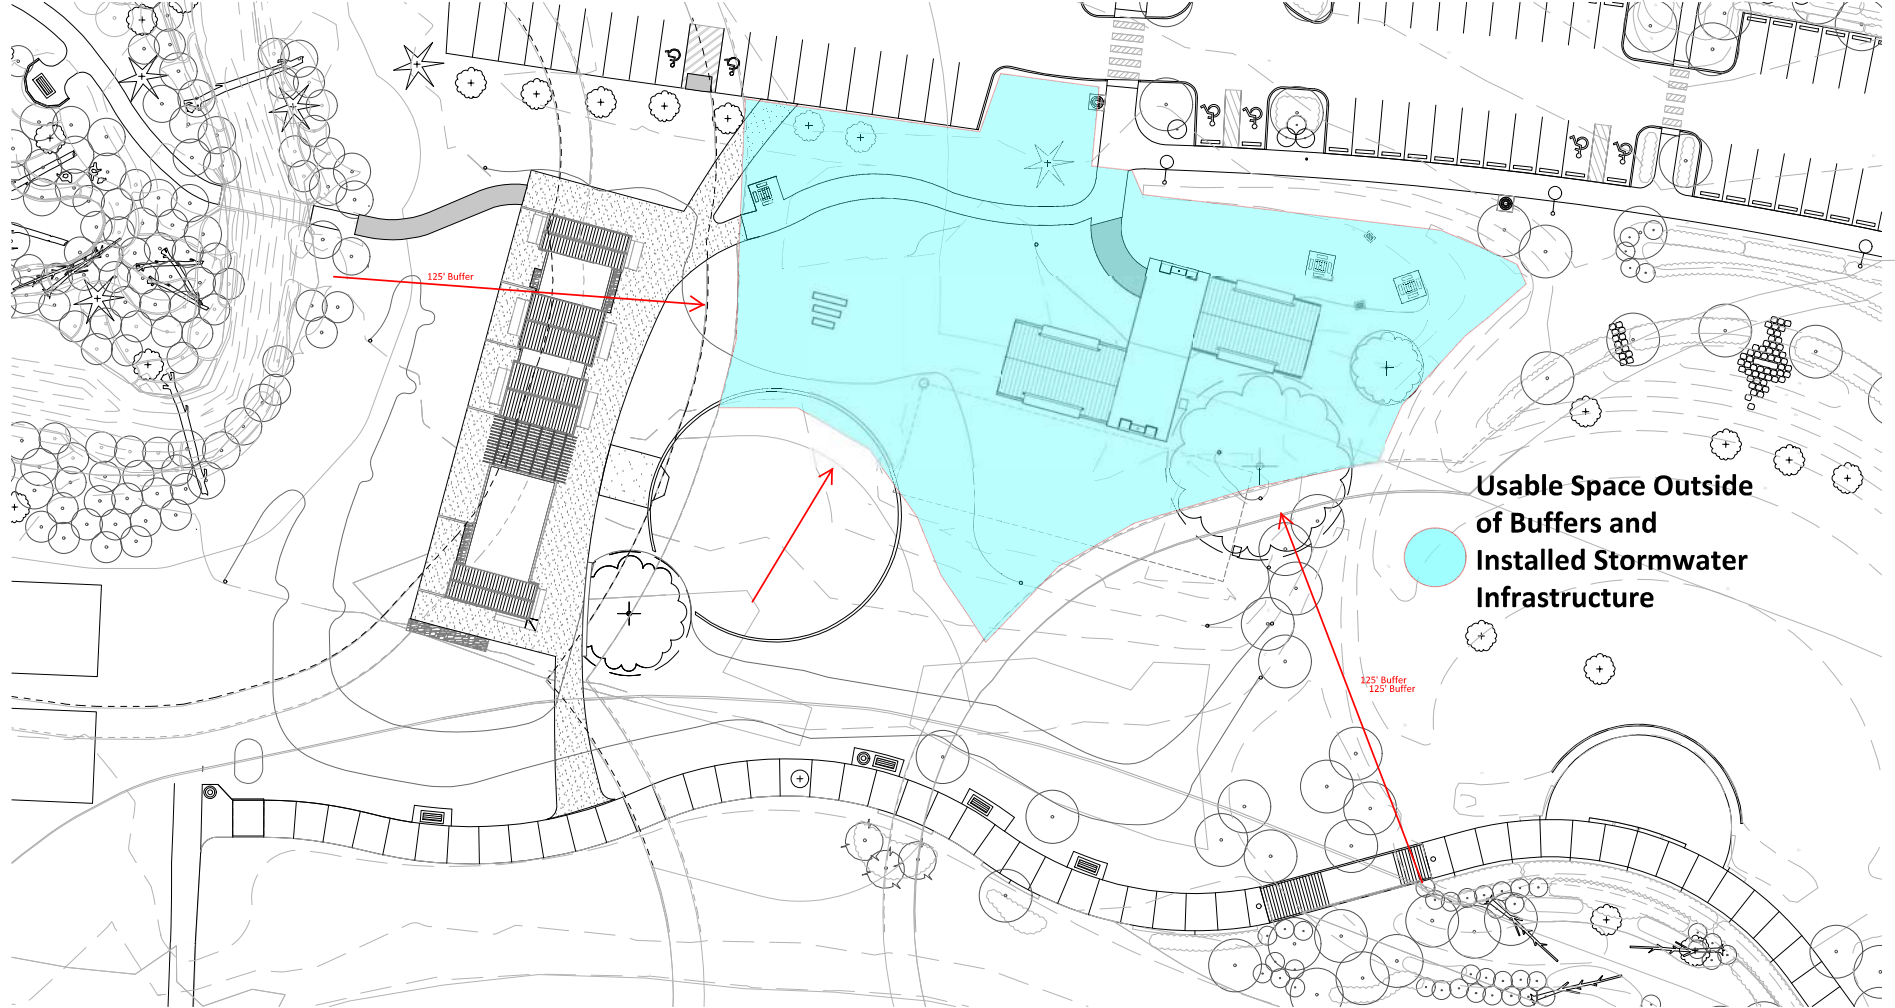 125' Buffer
Usable Space Outside
of Buffers and
Installed Stormwater
Infrastructure
125' Buffer
125' Buffer